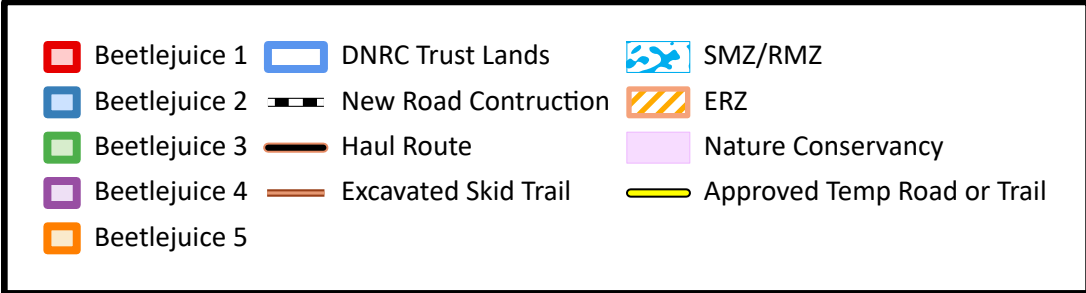 Beetlejuice 1 DNRC Trust Lands SMZ/RMZ
Beetlejuice 2 New Road Contruction ERZ
Beetlejuice 3 Haul Route Nature Conservancy
Beetlejuice 4 Excavated Skid Trail Approved Temp Road or Trail
Beetlejuice 5